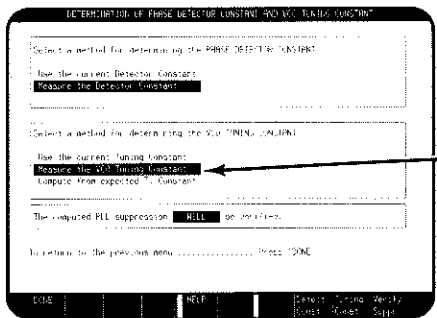 DETERMINATION OF PHASE DETECTOR CONSTANT AND VCO TUNING CONSTANT
Select a method for determining the PHASE DETECTOR CONSTANT
Use the current Detector Constant
Measure the Detector Constant
Select a method for determining the VCO TUNING CONSTANT
Use the current Tuning Constant
Measure the VCO Tuning Constant
Compute from expected T. Constant
The computed PLL suppression WILL be verified.
To return to the previous menu ................ Press 'DONE'
DONE
HELP
Detect Tuning Verify
Const Const Supp